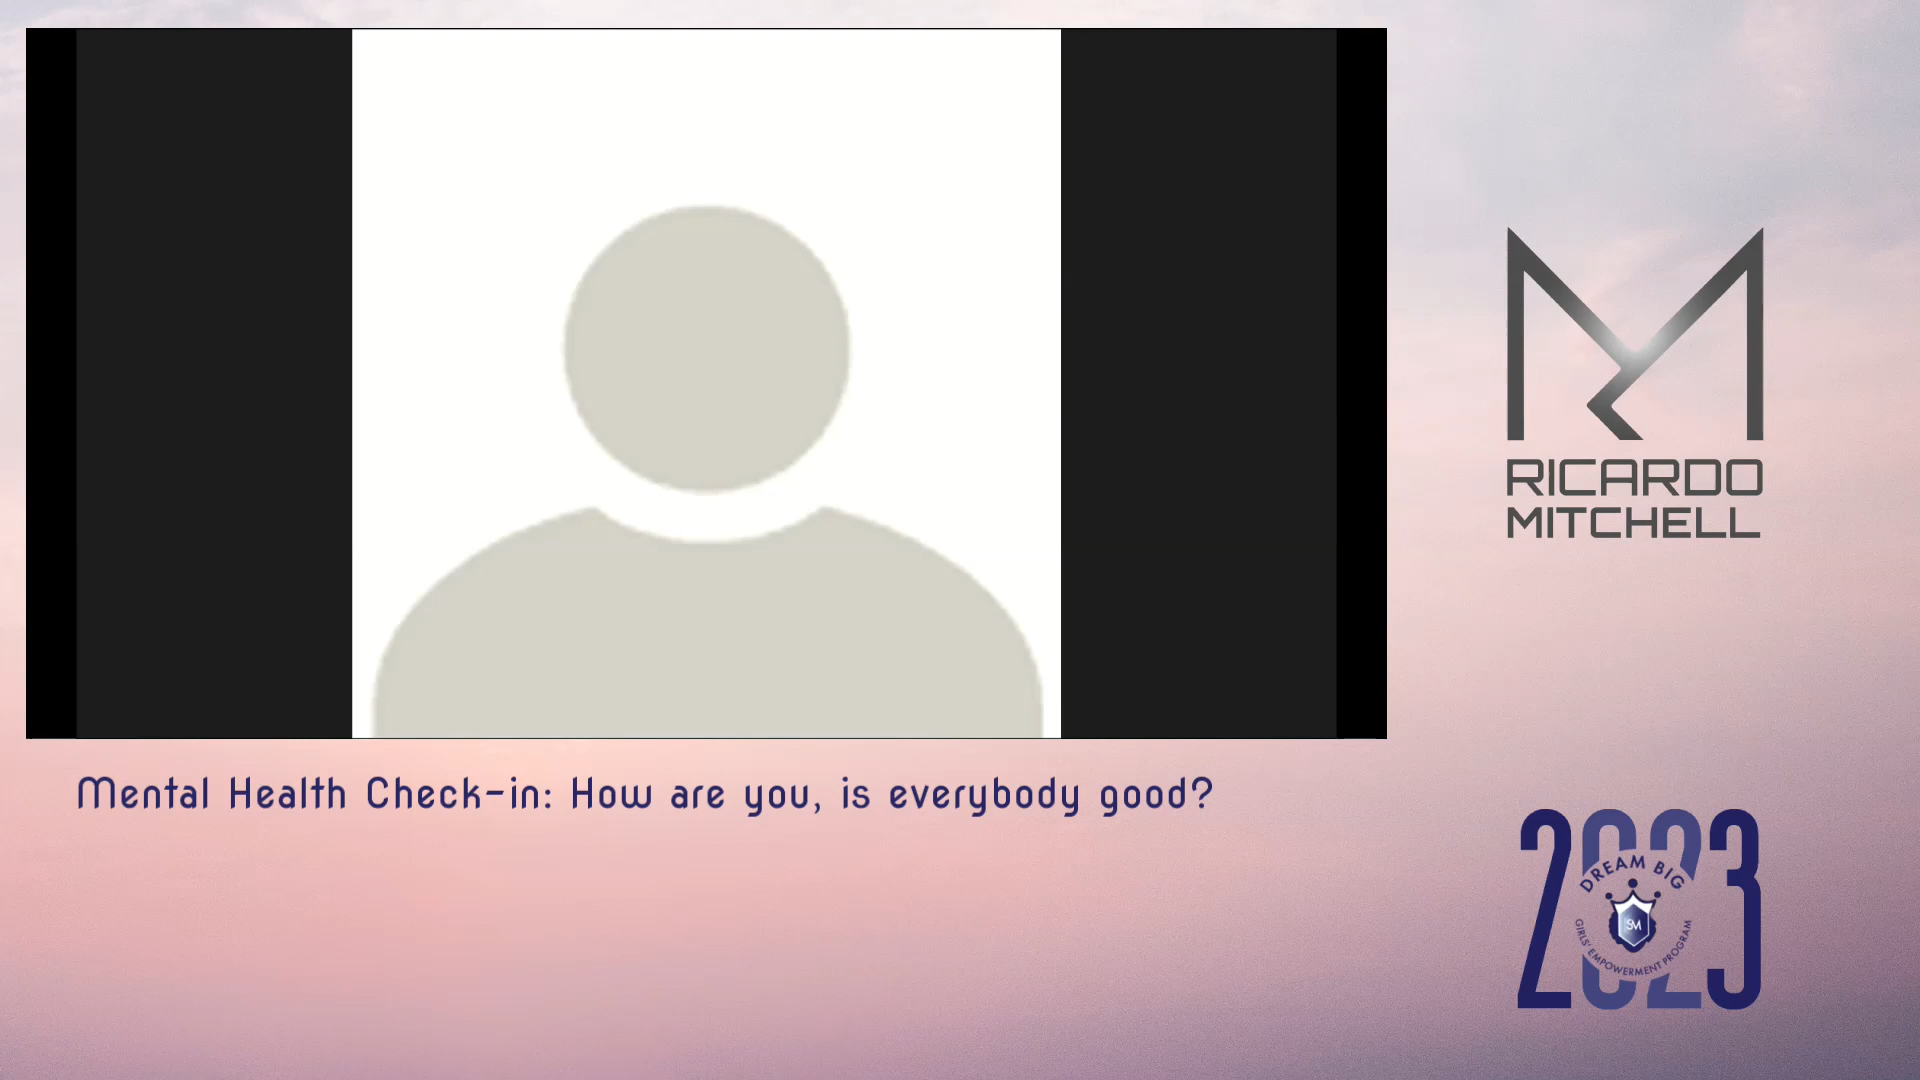 RICARDO
MITCHELL
Mental Health Check-in: How are you, is everybody good?
2023
DREAM BIG
SM
GIRLS' EMPOWERMENT PROGRAM